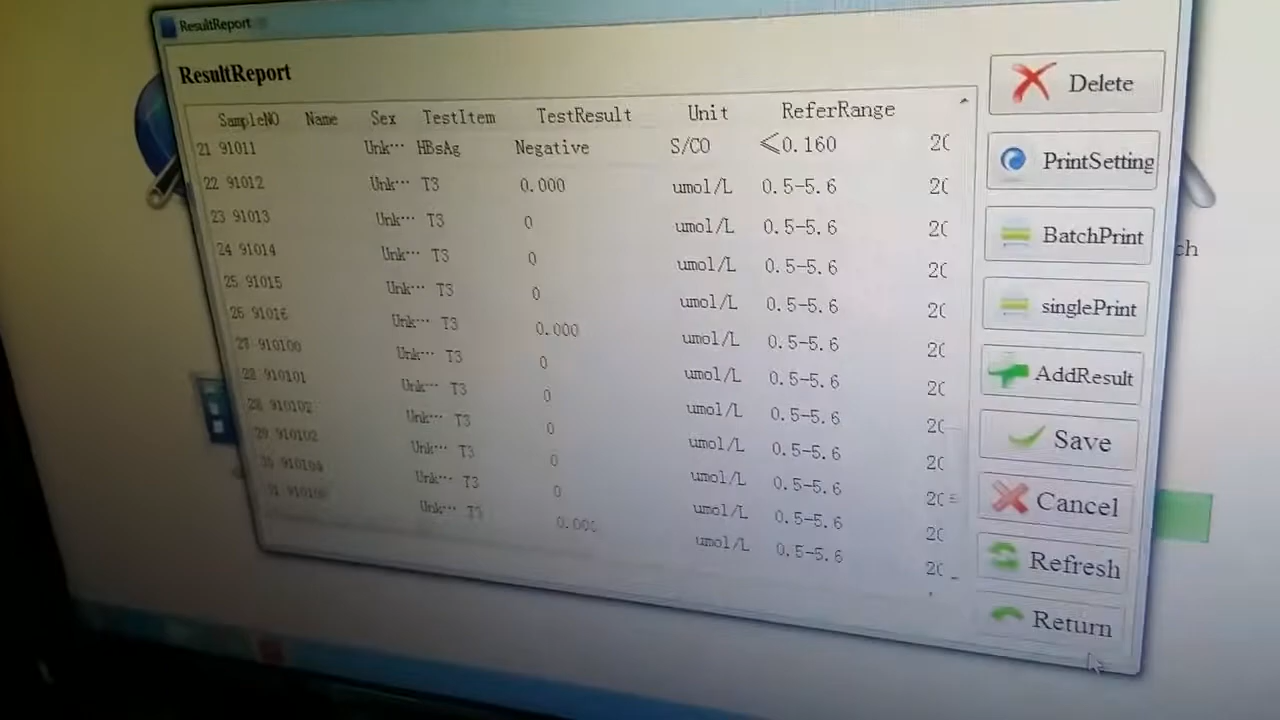 ResultReport
ResultReport
SampleNO Name Sex TestItem TestResult Unit ReferRange
21 91011 Unk··· HBsAg Negative S/CO ≤0.160 20
22 91012 Unk··· T3 0.000 umol/L 0.5-5.6 20
23 91013 Unk··· T3 0 umol/L 0.5-5.6 20
24 91014 Unk··· T3 0 umol/L 0.5-5.6 20
25 91015 Unk··· T3 0 umol/L 0.5-5.6 20
26 91016 Unk··· T3 0.000 umol/L 0.5-5.6 20
910100 Unk··· T3 0 umol/L 0.5-5.6 20
910101 Unk··· T3 0 umol/L 0.5-5.6 20
910102 Unk··· T3 0 umol/L 0.5-5.6 20
29 Unk··· T3 0 umol/L 0.5-5.6 20
Unk··· T3 0 umol/L 0.5-5.6 20
Unk··· T3 0.000 umol/L 0.5-5.6 20
Delete
PrintSetting
BatchPrint
singlePrint
AddResult
Save
Cancel
Refresh
Return
ch